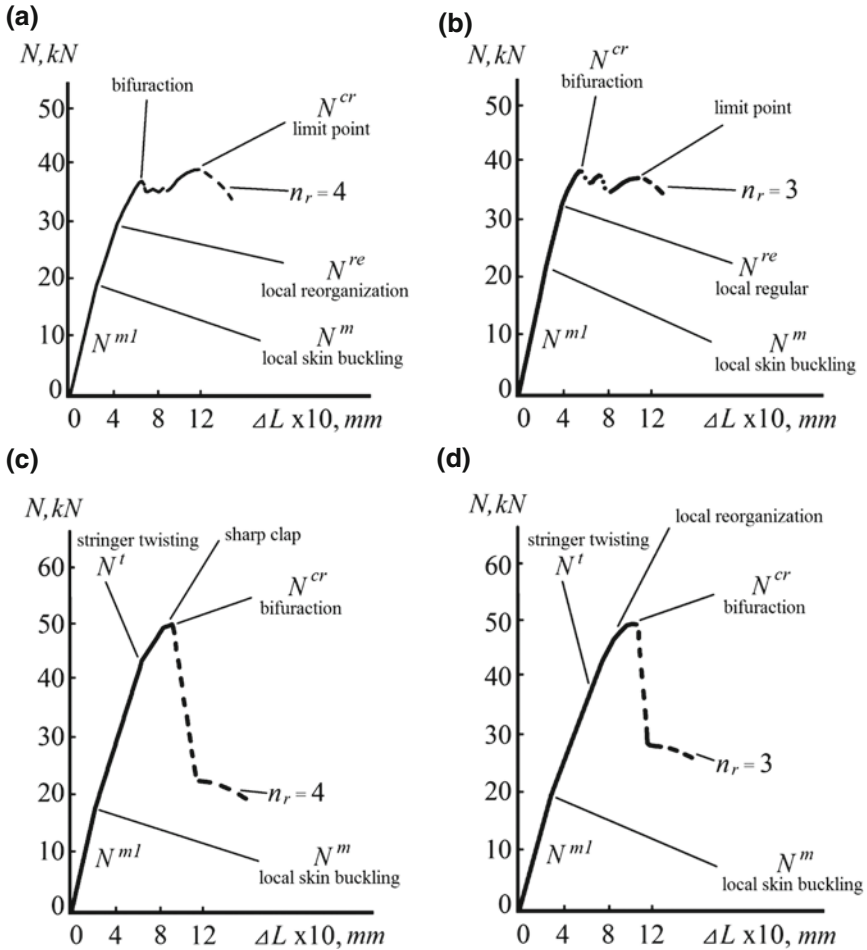 (a)
N, kN
bifuraction
N^cr
limit point
50
40
30
20
10
0
n_r = 4
N^re
local reorganization
N^m
local skin buckling
N^m1
0 4 8 12 ΔL x10, mm
(b)
N, kN
N^cr
bifuraction
limit point
50
40
30
20
10
0
n_r = 3
N^re
local regular
N^m
local skin buckling
N^m1
0 4 8 12 ΔL x10, mm
(c)
N, kN
stringer twisting
N^t
sharp clap
N^cr
bifuraction
60
50
40
30
20
10
0
n_r = 4
N^m
local skin buckling
N^m1
0 4 8 12 ΔL x10, mm
(d)
N, kN
local reorganization
stringer twisting
N^t
N^cr
bifuraction
60
50
40
30
20
10
0
n_r = 3
N^m
local skin buckling
N^m1
0 4 8 12 ΔL x10, mm